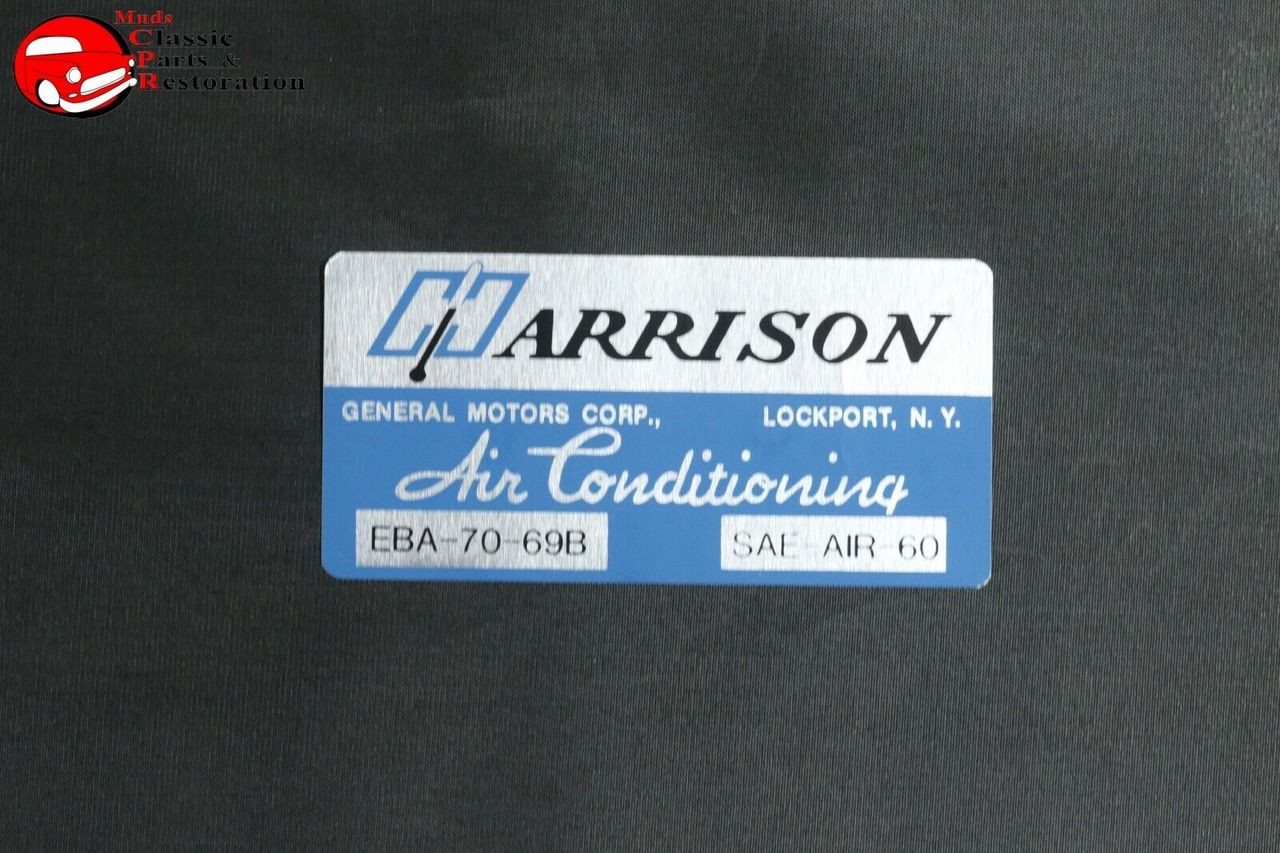 Muds
Classic
Parts &
Restoration
HARRISON
GENERAL MOTORS CORP., LOCKPORT, N. Y.
Air Conditioning
EBA-70-69B SAE-AIR-60